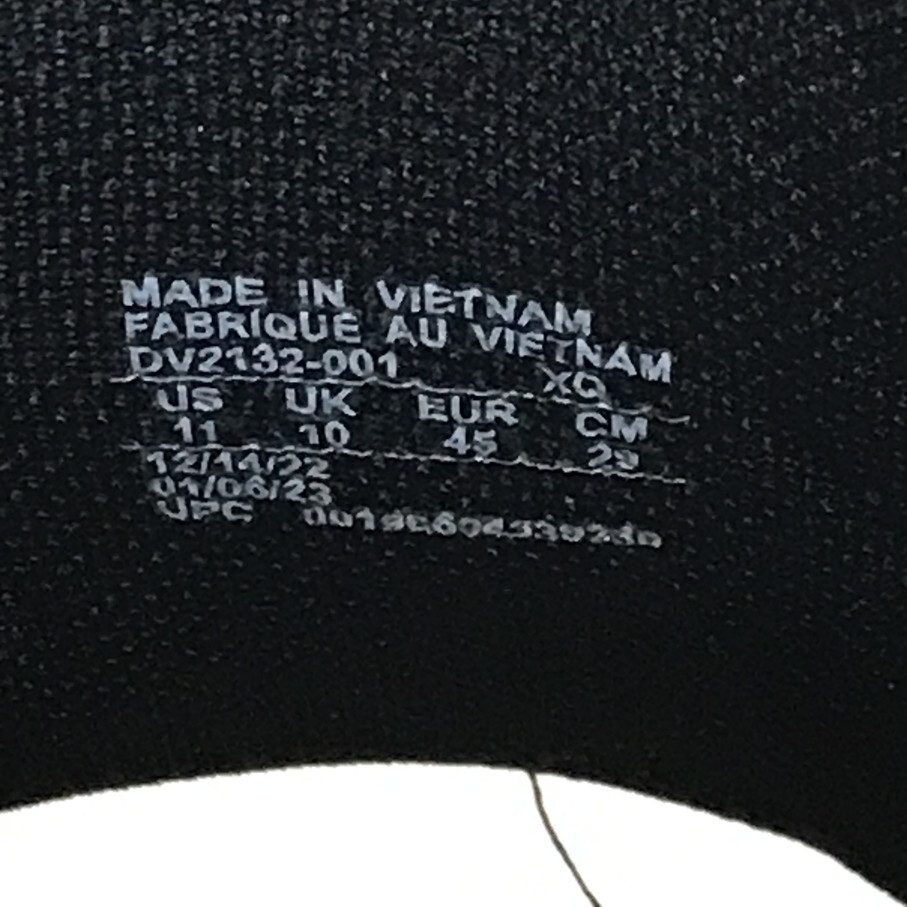 MADE IN VIETNAM
FABRIQUÉ AU VIETNAM
DV2132-001 XQ
US UK EUR CM
11 10 45 29
12/14/22
01/06/23
UPC